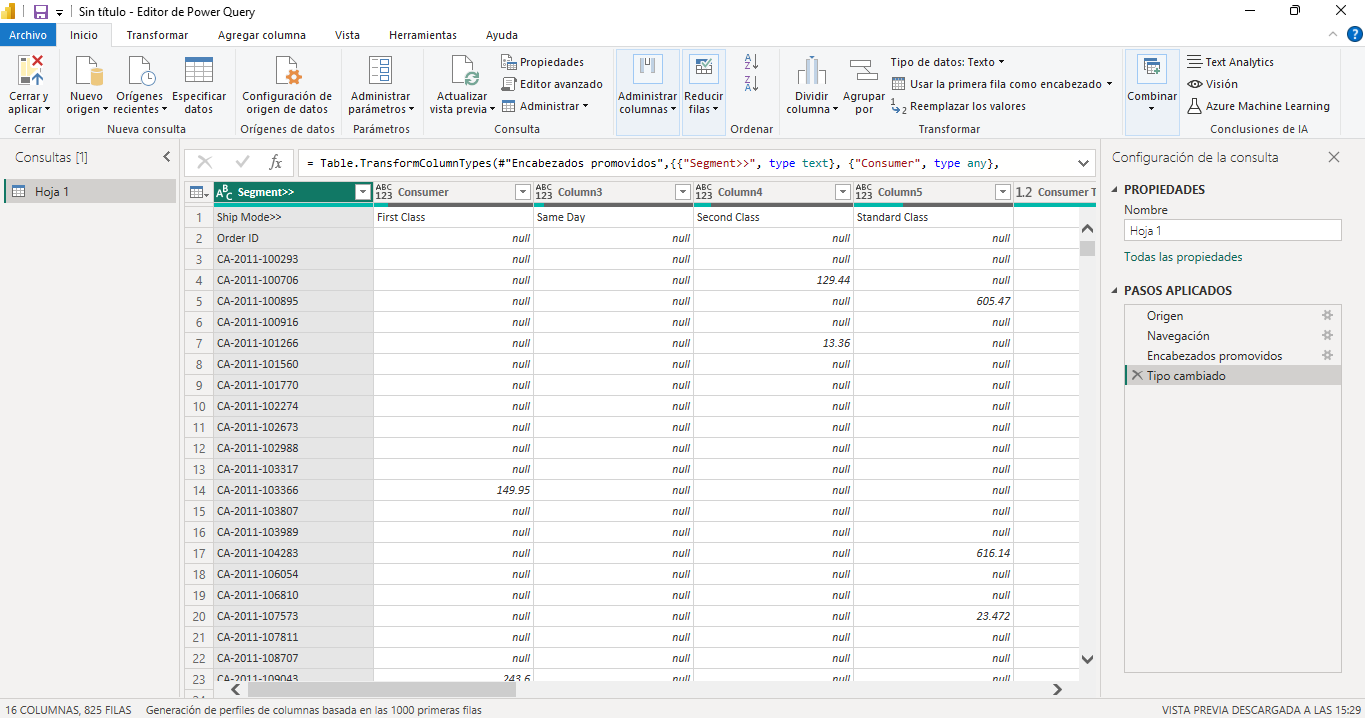 Sin título - Editor de Power Query
Archivo Inicio Transformar Agregar columna Vista Herramientas Ayuda
Cerrar y aplicar
Nuevo origen
Orígenes recientes
Especificar datos
Configuración de origen de datos
Administrar parámetros
Actualizar vista previa
Propiedades
Editor avanzado
Administrar
Administrar columnas
Reducir filas
Dividir columna
Agrupar por
Tipo de datos: Texto
Usar la primera fila como encabezado
Reemplazar los valores
Combinar
Text Analytics
Visión
Azure Machine Learning
Cerrar Nueva consulta Orígenes de datos Parámetros Consulta Ordenar Transformar Conclusiones de IA
Consultas [1]
Hoja 1
fx = Table.TransformColumnTypes(#"Encabezados promovidos",{{"Segment>>", type text}, {"Consumer", type any},
ABC Segment>> ABC 123 Consumer ABC 123 Column3 ABC 123 Column4 ABC 123 Column5 1.2 Consumer T
1 Ship Mode>> First Class Same Day Second Class Standard Class
2 Order ID null null null null
3 CA-2011-100293 null null null null
4 CA-2011-100706 null null 129.44 null
5 CA-2011-100895 null null null 605.47
6 CA-2011-100916 null null null null
7 CA-2011-101266 null null 13.36 null
8 CA-2011-101560 null null null null
9 CA-2011-101770 null null null null
10 CA-2011-102274 null null null null
11 CA-2011-102673 null null null null
12 CA-2011-102988 null null null null
13 CA-2011-103317 null null null null
14 CA-2011-103366 149.95 null null null
15 CA-2011-103807 null null null null
16 CA-2011-103989 null null null null
17 CA-2011-104283 null null null 616.14
18 CA-2011-106054 null null null null
19 CA-2011-106810 null null null null
20 CA-2011-107573 null null null 23.472
21 CA-2011-107811 null null null null
22 CA-2011-108707 null null null null
23 CA-2011-109043 243.6 null null null
24
Configuración de la consulta
PROPIEDADES
Nombre
Hoja 1
Todas las propiedades
PASOS APLICADOS
Origen
Navegación
Encabezados promovidos
Tipo cambiado
16 COLUMNAS, 825 FILAS Generación de perfiles de columnas basada en las 1000 primeras filas VISTA PREVIA DESCARGADA A LAS 15:29